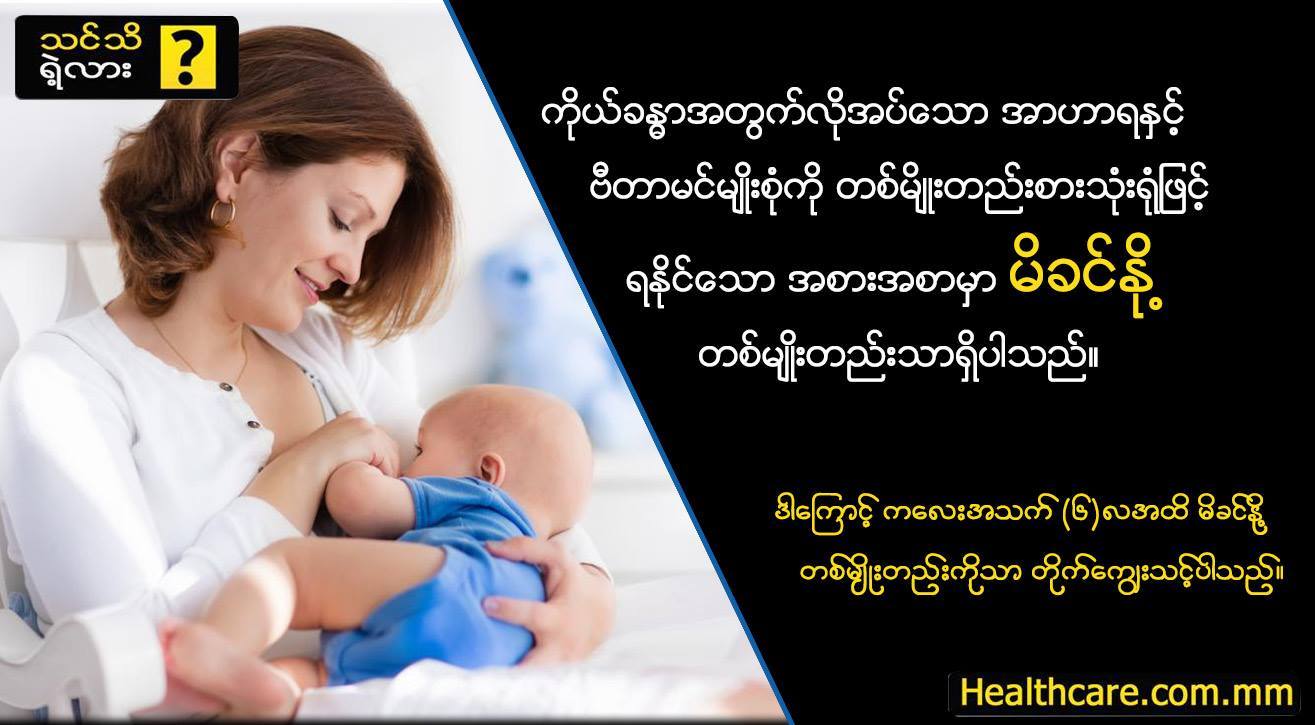 သင်သိ
ရဲ့လား ?
ကိုယ်ခန္ဓာအတွက်လိုအပ်သော အာဟာရနှင့်
ဗီတာမင်မျိုးစုံကို တစ်မျိုးတည်းစားသုံးရုံဖြင့်
ရနိုင်သော အစားအစာမှာ မိခင်နို့
တစ်မျိုးတည်းသာရှိပါသည်။
ဒါကြောင့် ကလေးအသက် (၆)လအထိ မိခင်နို့
တစ်မျိုးတည်းကိုသာ တိုက်ကျွေးသင့်ပါသည်။
Healthcare.com.mm